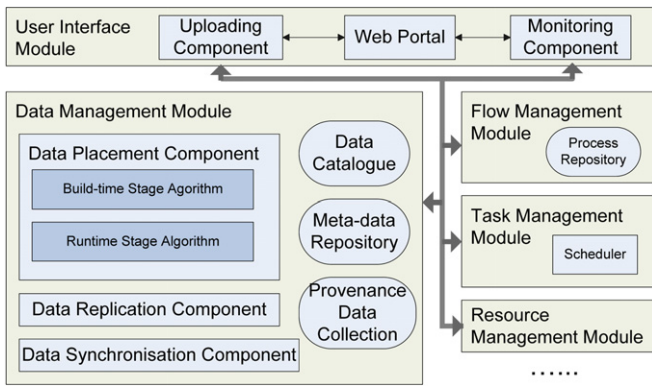 User Interface
Module
Uploading
Component
Web Portal
Monitoring
Component
Data Management Module
Data Placement Component
Build-time Stage Agorithm
Runtime Stage Algorithm
Data Replication Component
Data Synchronisation Component
Data
Catalogue
Meta-data
Repository
Provenance
Data
Collection
Flow Management
Module
Process
Repository
Task Management
Module
Scheduler
Resource
Management Module
......